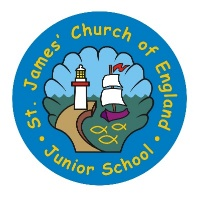 • St. James' Church of England •
Junior School